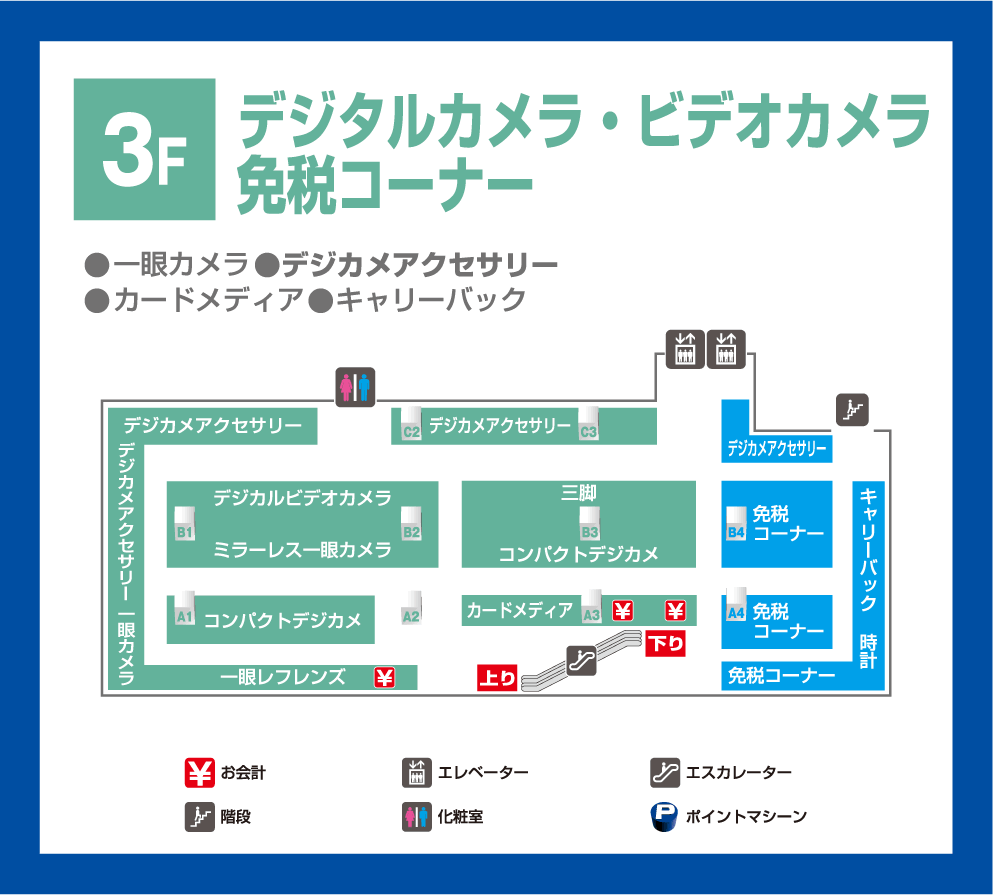 3F
デジタルカメラ・ビデオカメラ
免税コーナー
●一眼カメラ●デジカメアクセサリー
●カードメディア●キャリーバック
デジカメアクセサリー
C2
デジカメアクセサリー
C3
デジカメアクセサリー
デジカメアクセサリー 一眼カメラ
デジカルビデオカメラ
B1
B2
ミラーレス一眼カメラ
三脚
B3
コンパクトデジカメ
B4
免税
コーナー
キャリーバック 時計
A1
コンパクトデジカメ
A2
カードメディア
A3
¥
¥
A4
免税
コーナー
下り
上り
一眼レフレンズ
¥
免税コーナー
¥ お会計
エレベーター
エスカレーター
階段
化粧室
P ポイントマシーン